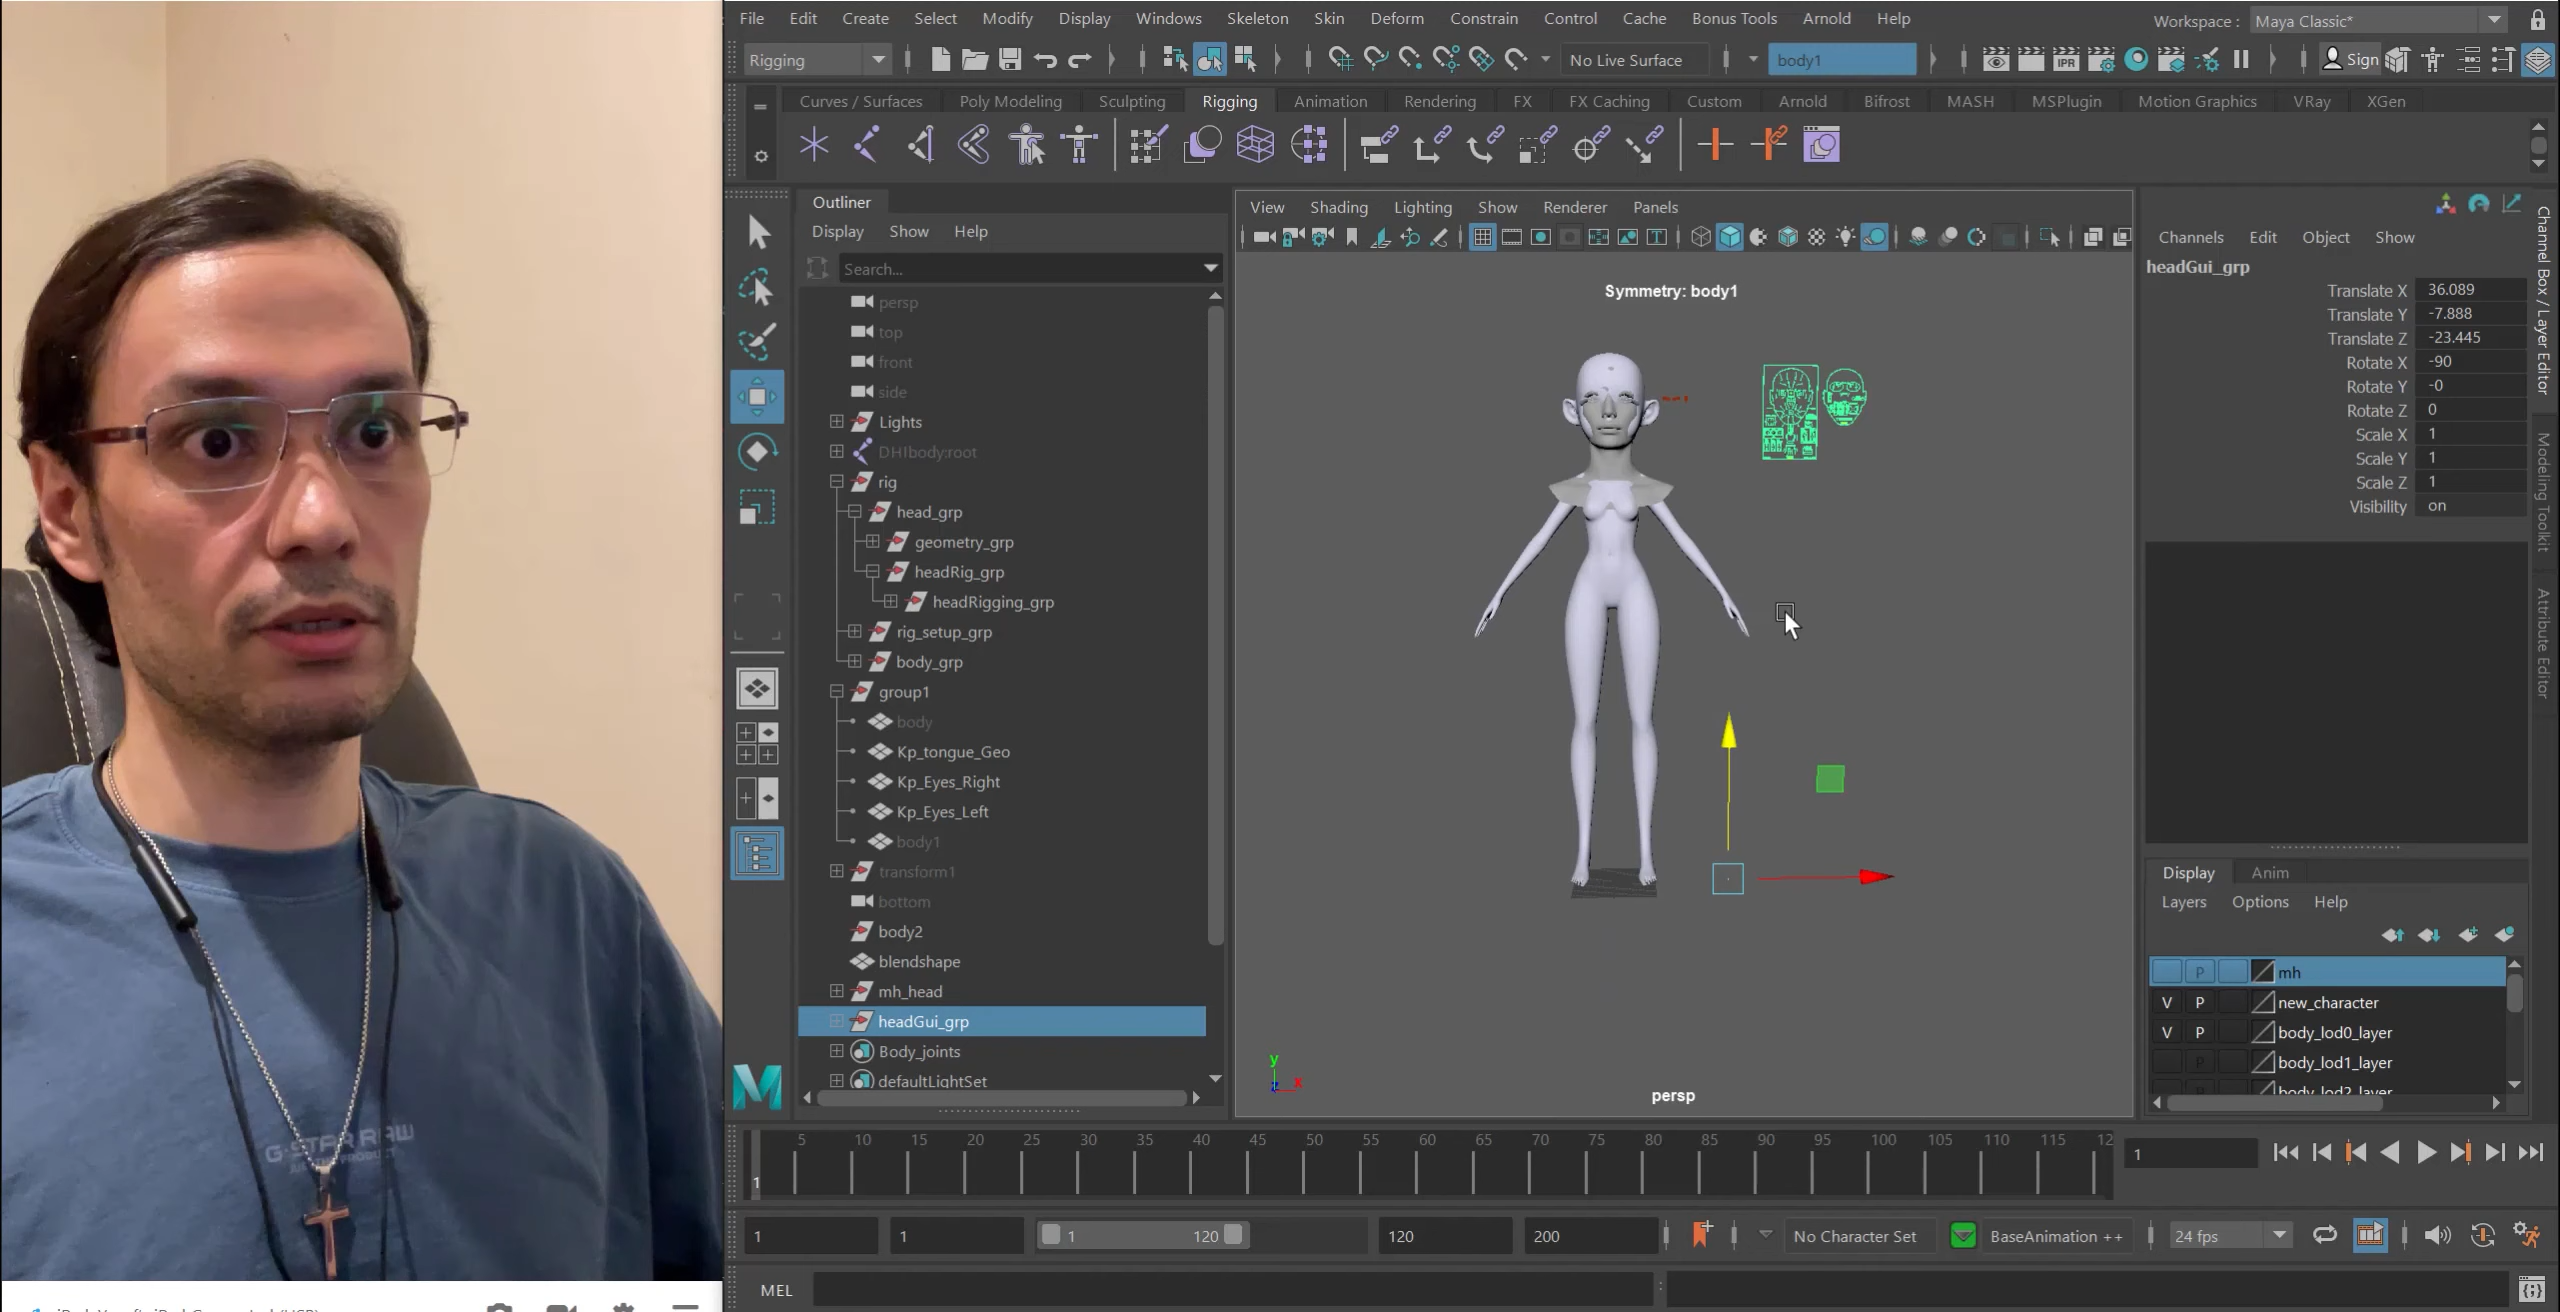 File Edit Create Select Modify Display Windows Skeleton Skin Deform Constrain Control Cache Bonus Tools Arnold Help
Workspace : Maya Classic*
Rigging No Live Surface body1 IPR Sign
Curves / Surfaces Poly Modeling Sculpting Rigging Animation Rendering FX FX Caching Custom Arnold Bifrost MASH MSPlugin Motion Graphics VRay XGen
Outliner
Display Show Help
Search...
persp
top
front
side
Lights
DHIbody:root
rig
head_grp
geometry_grp
headRig_grp
headRigging_grp
rig_setup_grp
body_grp
group1
body
Kp_tongue_Geo
Kp_Eyes_Right
Kp_Eyes_Left
body1
transform1
bottom
body2
blendshape
mh_head
headGui_grp
Body_joints
defaultLightSet
View Shading Lighting Show Renderer Panels
Symmetry: body1
y
z x
persp
Channels Edit Object Show
headGui_grp
Translate X 36.089
Translate Y -7.888
Translate Z -23.445
Rotate X -90
Rotate Y -0
Rotate Z 0
Scale X 1
Scale Y 1
Scale Z 1
Visibility on
Channel Box / Layer Editor
Modeling Toolkit
Attribute Editor
Display Anim
Layers Options Help
P mh
V P new_character
V P body_lod0_layer
P body_lod1_layer
body_lod2_layer
M
G-STAR RAW
5 10 15 20 25 30 35 40 45 50 55 60 65 70 75 80 85 90 95 100 105 110 115 12
1
1
1 1 1 120 120 200 No Character Set BaseAnimation ++ 24 fps
MEL